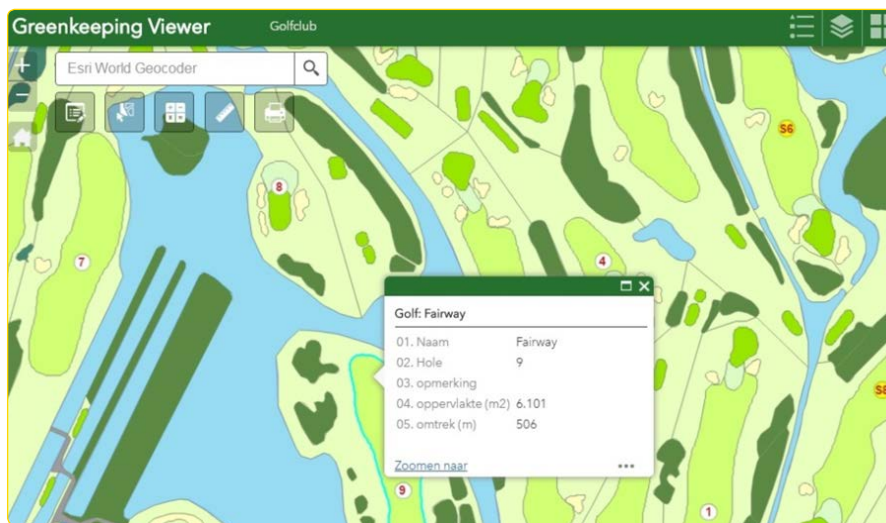 Greenkeeping Viewer
Golfclub
Esri World Geocoder
8
S6
7
4
Golf: Fairway
01. Naam Fairway
02. Hole 9
03. opmerking
04. oppervlakte (m2) 6.101
05. omtrek (m) 506
Zoomen naar
S8
9
1